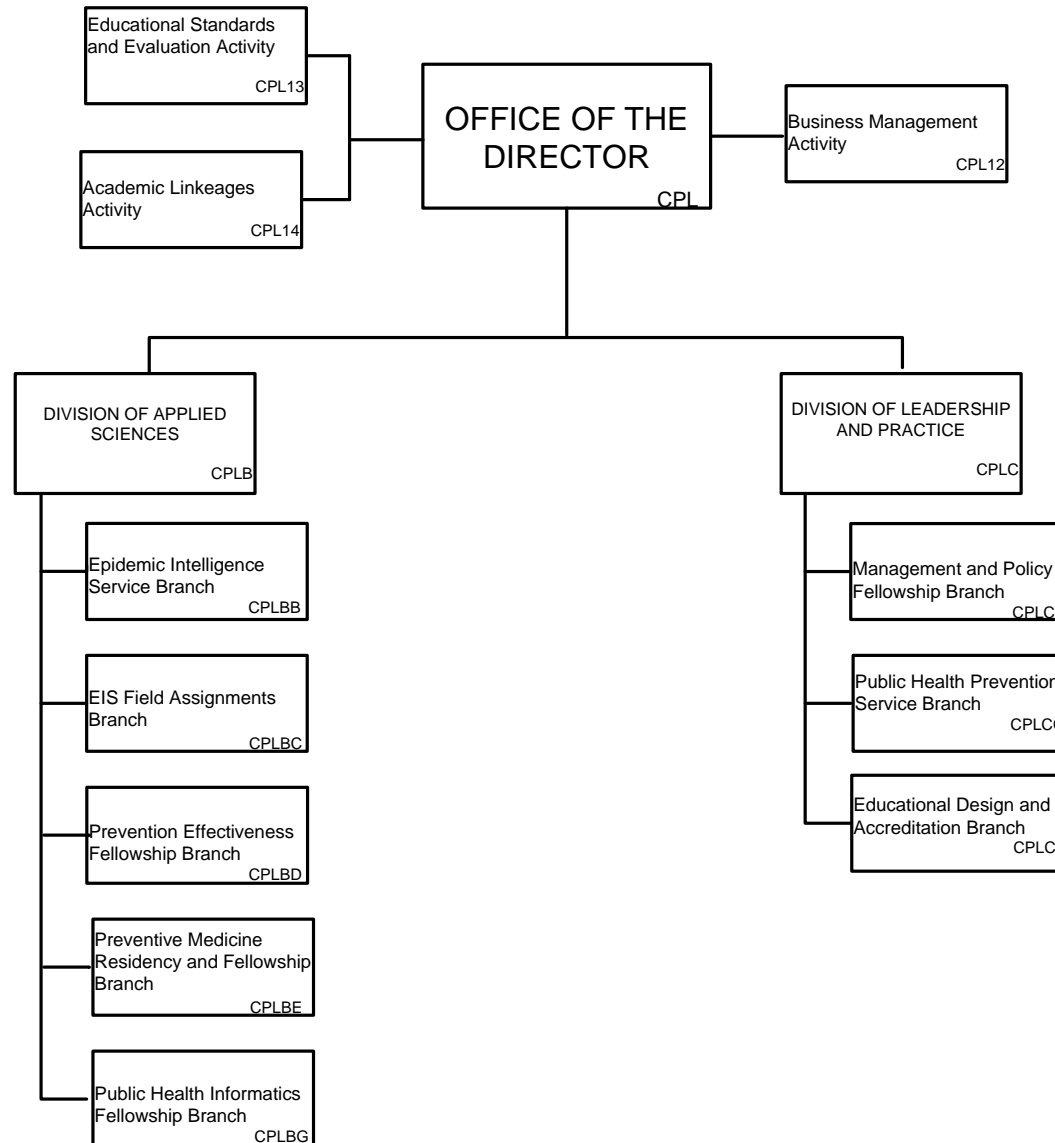 Educational Standards
and Evaluation Activity
CPL13
OFFICE OF THE
DIRECTOR
CPL
Business Management
Activity
CPL12
Academic Linkeages
Activity
CPL14
DIVISION OF APPLIED
SCIENCES
CPLB
DIVISION OF LEADERSHIP
AND PRACTICE
CPLC
Epidemic Intelligence
Service Branch
CPLBB
EIS Field Assignments
Branch
CPLBC
Prevention Effectiveness
Fellowship Branch
CPLBD
Preventive Medicine
Residency and Fellowship
Branch
CPLBE
Public Health Informatics
Fellowship Branch
CPLBG
Management and Policy
Fellowship Branch
Public Health Prevention
Service Branch
Educational Design and
Accreditation Branch